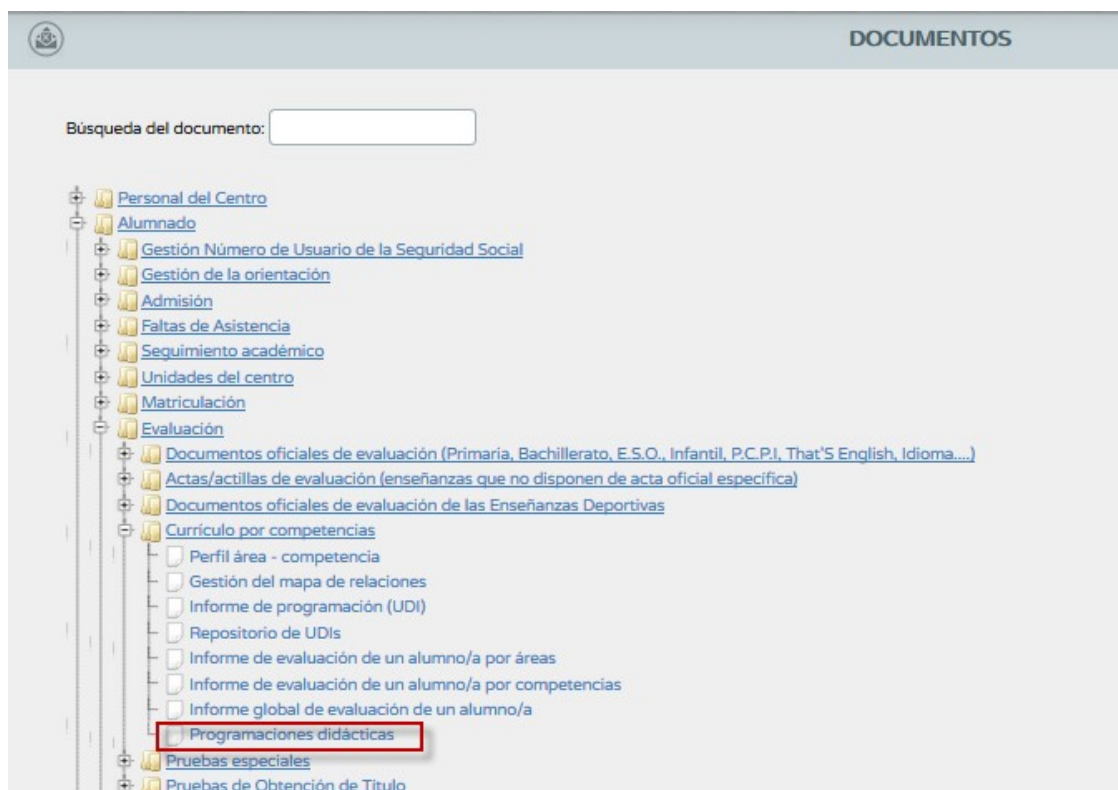 DOCUMENTOS
Búsqueda del documento:
Personal del Centro
Alumnado
Gestión Número de Usuario de la Seguridad Social
Gestión de la orientación
Admisión
Faltas de Asistencia
Seguimiento académico
Unidades del centro
Matriculación
Evaluación
Documentos oficiales de evaluación (Primaria, Bachillerato, E.S.O., Infantil, P.C.P.I, That'S English, Idioma....)
Actas/actillas de evaluación (enseñanzas que no disponen de acta oficial específica)
Documentos oficiales de evaluación de las Enseñanzas Deportivas
Currículo por competencias
Perfil área - competencia
Gestión del mapa de relaciones
Informe de programación (UDI)
Repositorio de UDIs
Informe de evaluación de un alumno/a por áreas
Informe de evaluación de un alumno/a por competencias
Informe global de evaluación de un alumno/a
Programaciones didácticas
Pruebas especiales
Pruebas de Obtención de Título